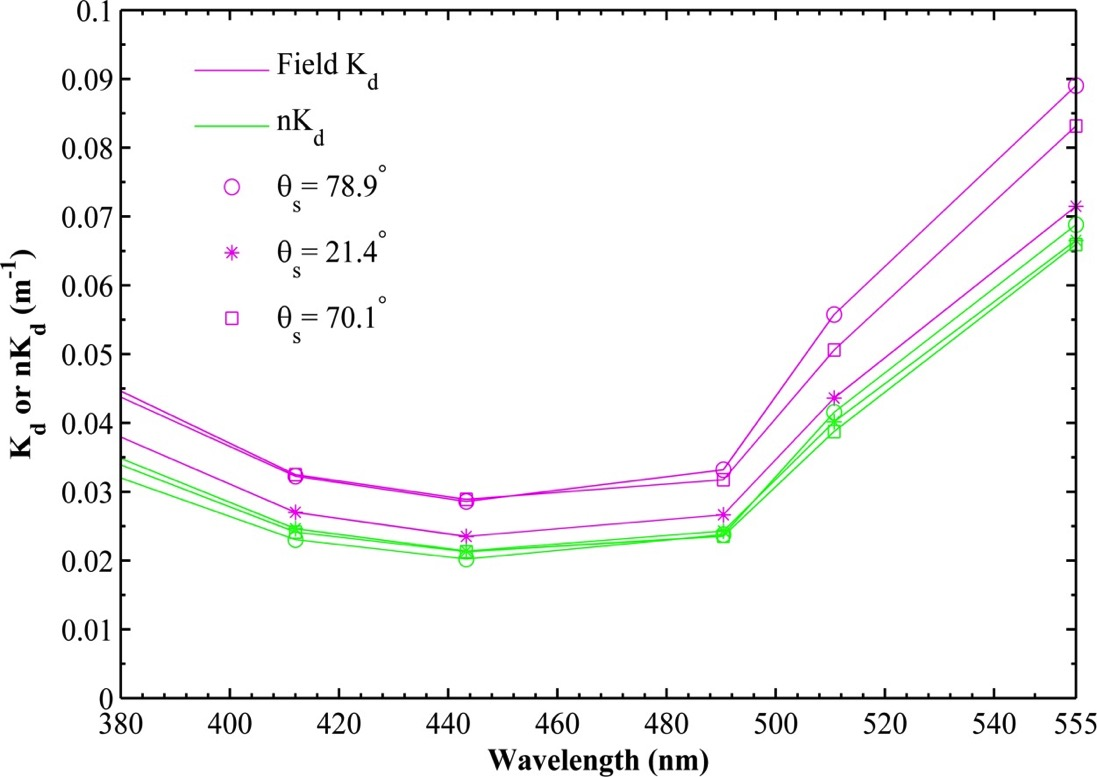 0.1
0.09
0.08
0.07
0.06
0.05
0.04
0.03
0.02
0.01
0
K_d or nK_d (m^-1)
Field K_d
nK_d
θ_s = 78.9°
θ_s = 21.4°
θ_s = 70.1°
380 400 420 440 460 480 500 520 540 555
Wavelength (nm)